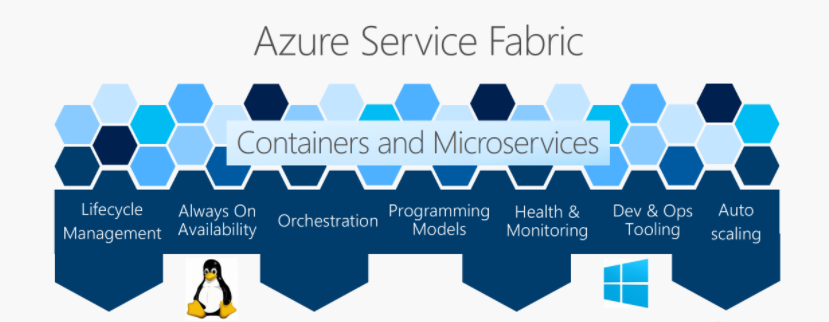 Azure Service Fabric
Containers and Microservices
Lifecycle
Management
Always On
Availability
Orchestration
Programming
Models
Health &
Monitoring
Dev & Ops
Tooling
Auto
scaling